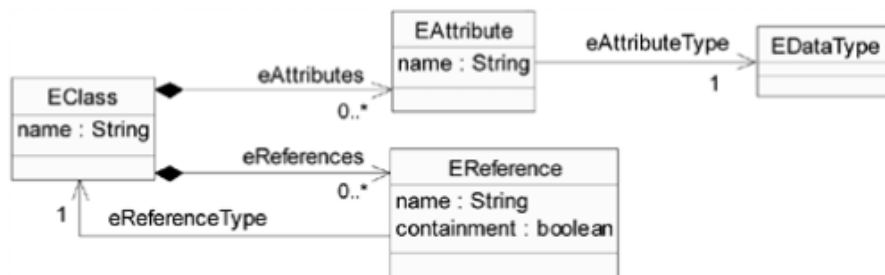 EAttribute
name : String
eAttributeType
1
EDataType
eAttributes
0..*
EClass
name : String
eReferences
0..*
EReference
name : String
containment : boolean
1
eReferenceType